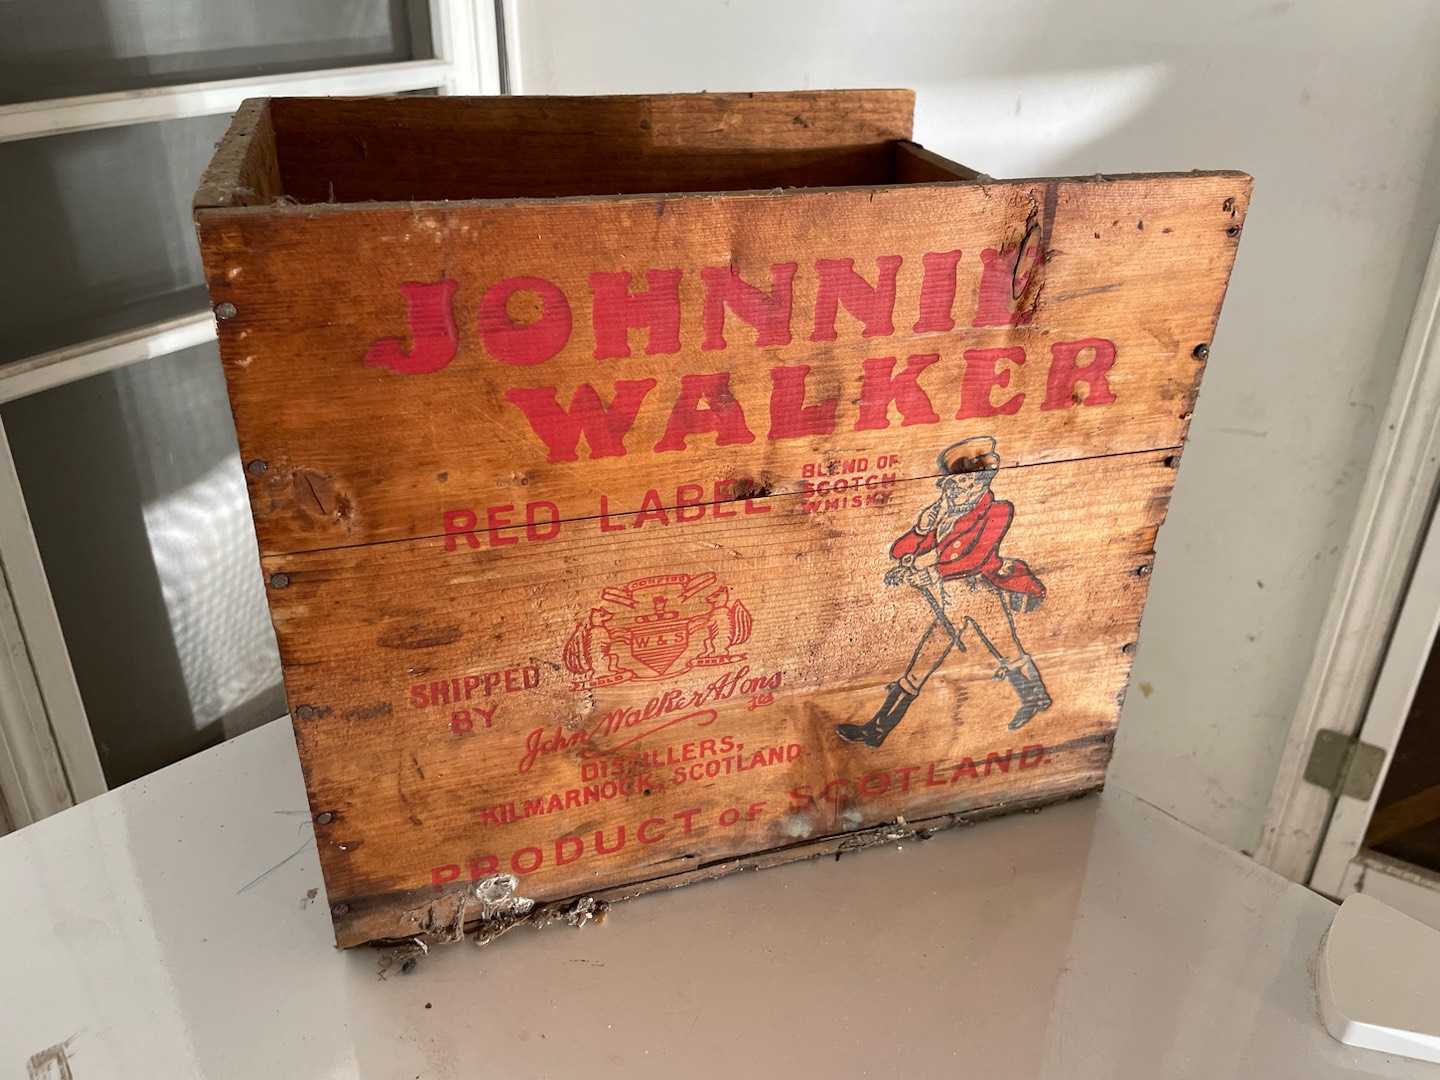 JOHNNIE
WALKER
RED LABEL
BLEND OF
SCOTCH
WHISKY
W & S
SHIPPED
BY
John Walker & Sons
Ltd
DISTILLERS,
KILMARNOCK, SCOTLAND.
PRODUCT OF SCOTLAND.